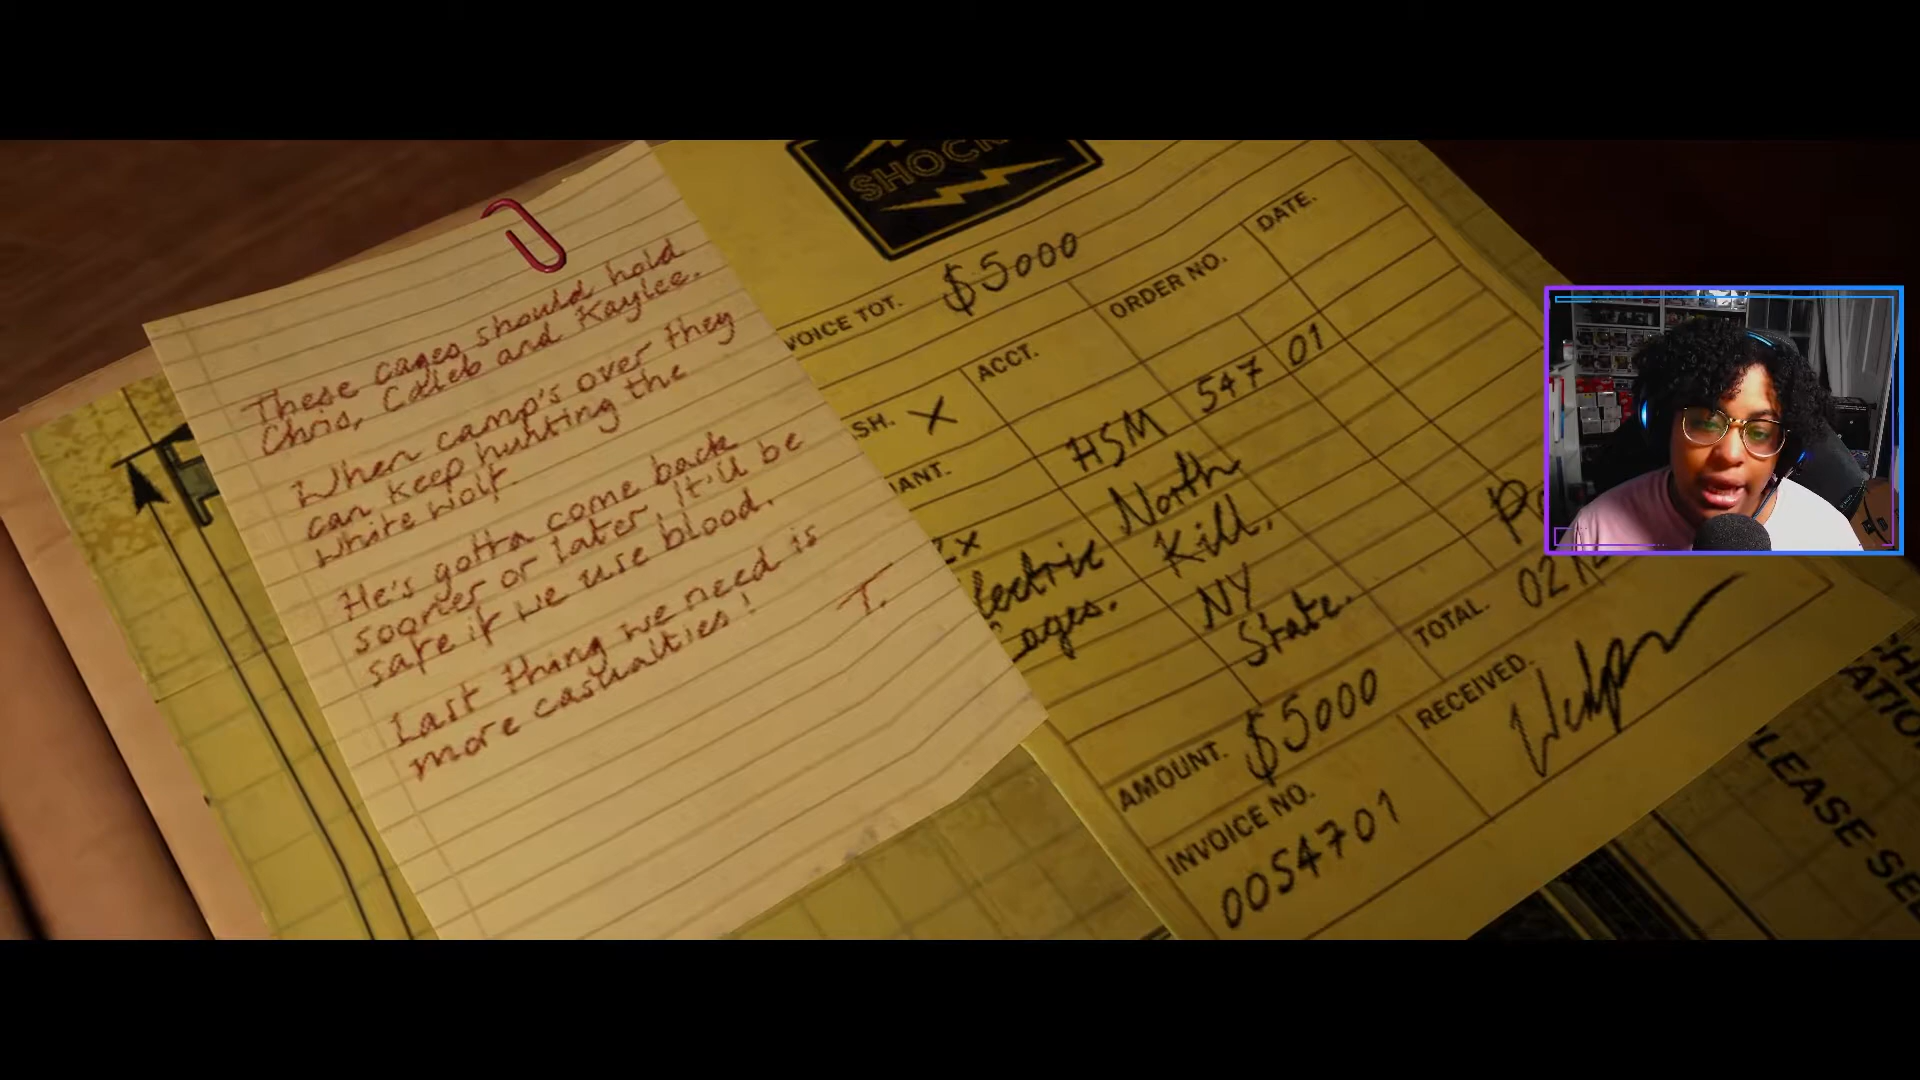 These cages should hold
Chris, Caleb and Kaylee.
When camp's over they
can keep hunting the
White Wolf.
He's gotta come back
sooner or later, it'll be
safe if we use blood.
Last thing we need is
more casualties!
T.
SHOCK
VOICE TOT. $5000
SH. X
ACCT.
ORDER NO.
DATE.
ANT.
HSM 547 01
x
lectric
ages.
North
Kill,
NY
State.
TOTAL.
AMOUNT. $5000
RECEIVED.
INVOICE NO.
0054701
LEASE SE